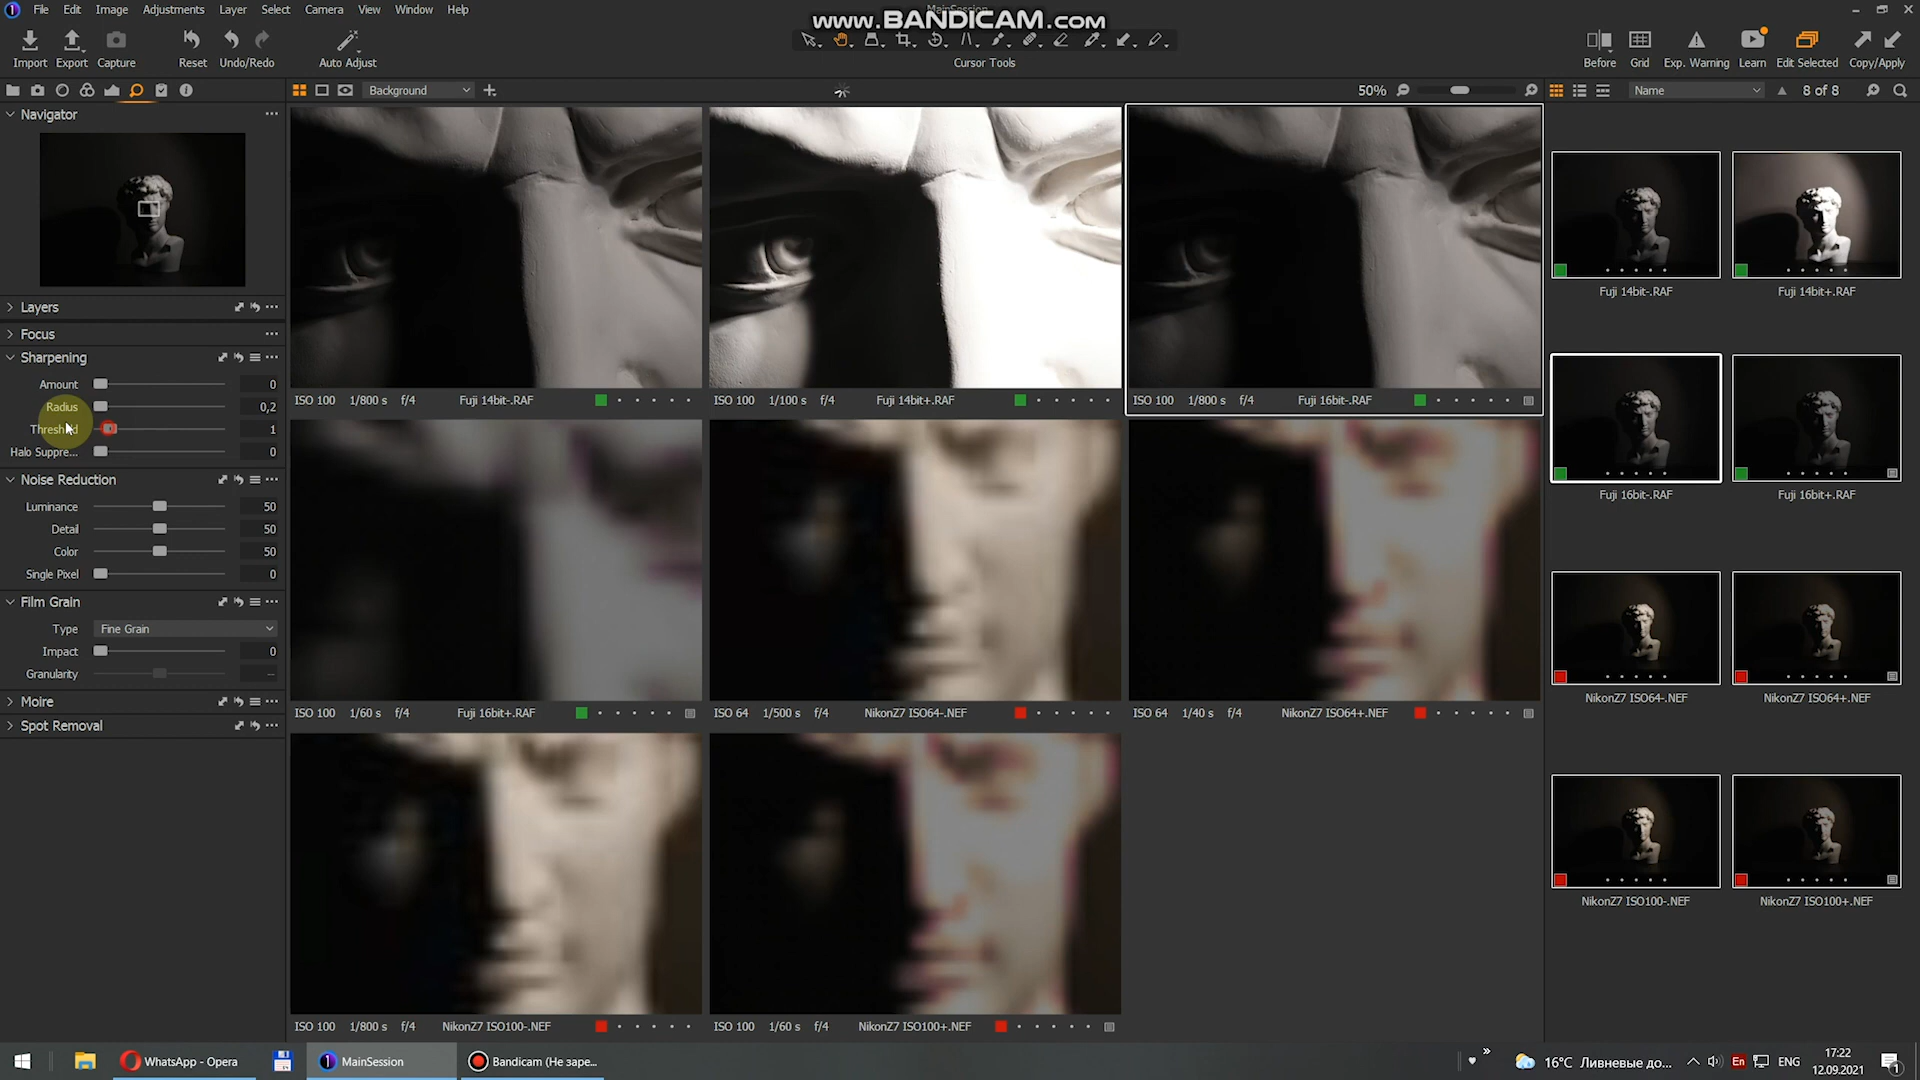 File Edit Image Adjustments Layer Select Camera View Window Help
www.BANDICAM.com
Import Export Capture Reset Undo/Redo Auto Adjust
Cursor Tools
Before Grid Exp. Warning Learn Edit Selected Copy/Apply
Background
50%
Name
8 of 8
Navigator
Layers
Focus
Sharpening
Amount 0
Radius 0,2
Threshold 1
Halo Suppre... 0
Noise Reduction
Luminance 50
Detail 50
Color 50
Single Pixel 0
Film Grain
Type Fine Grain
Impact 0
Granularity --
Moire
Spot Removal
ISO 100 1/800 s f/4 Fuji 14bit-.RAF
ISO 100 1/100 s f/4 Fuji 14bit+.RAF
ISO 100 1/800 s f/4 Fuji 16bit-.RAF
ISO 100 1/60 s f/4 Fuji 16bit+.RAF
ISO 64 1/500 s f/4 NikonZ7 ISO64-.NEF
ISO 64 1/40 s f/4 NikonZ7 ISO64+.NEF
ISO 100 1/800 s f/4 NikonZ7 ISO100-.NEF
ISO 100 1/60 s f/4 NikonZ7 ISO100+.NEF
Fuji 14bit-.RAF Fuji 14bit+.RAF
Fuji 16bit-.RAF Fuji 16bit+.RAF
NikonZ7 ISO64-.NEF NikonZ7 ISO64+.NEF
NikonZ7 ISO100-.NEF NikonZ7 ISO100+.NEF
WhatsApp - Opera
MainSession
Bandicam (Не заре...
16°C Ливневые до...
En
ENG
17:22
12.09.2021
1